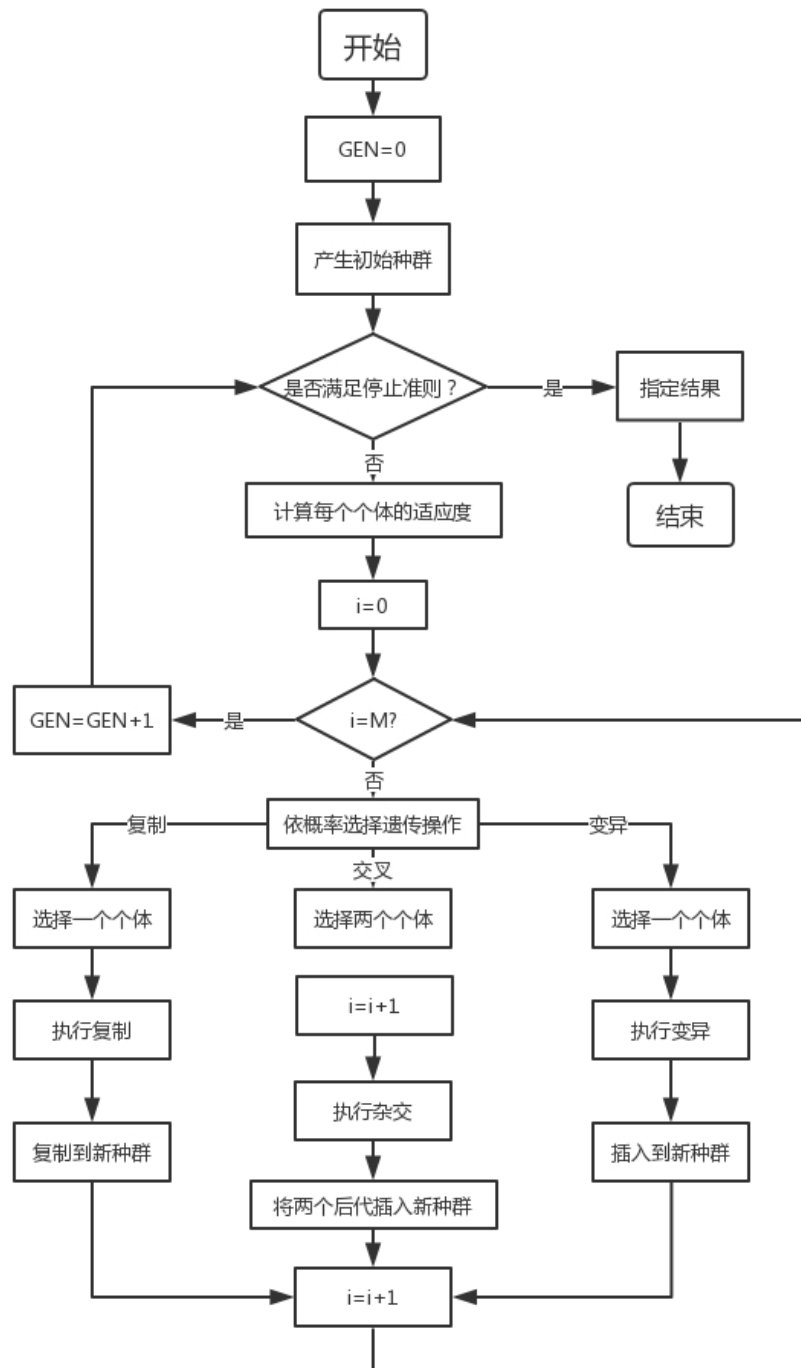 开始
GEN=0
产生初始种群
是否满足停止准则？
是
指定结果
否
结束
计算每个个体的适应度
i=0
GEN=GEN+1
是
i=M?
否
复制
依概率选择遗传操作
变异
交叉
选择一个个体
选择两个个体
选择一个个体
i=i+1
执行复制
执行变异
执行杂交
复制到新种群
插入到新种群
将两个后代插入新种群
i=i+1